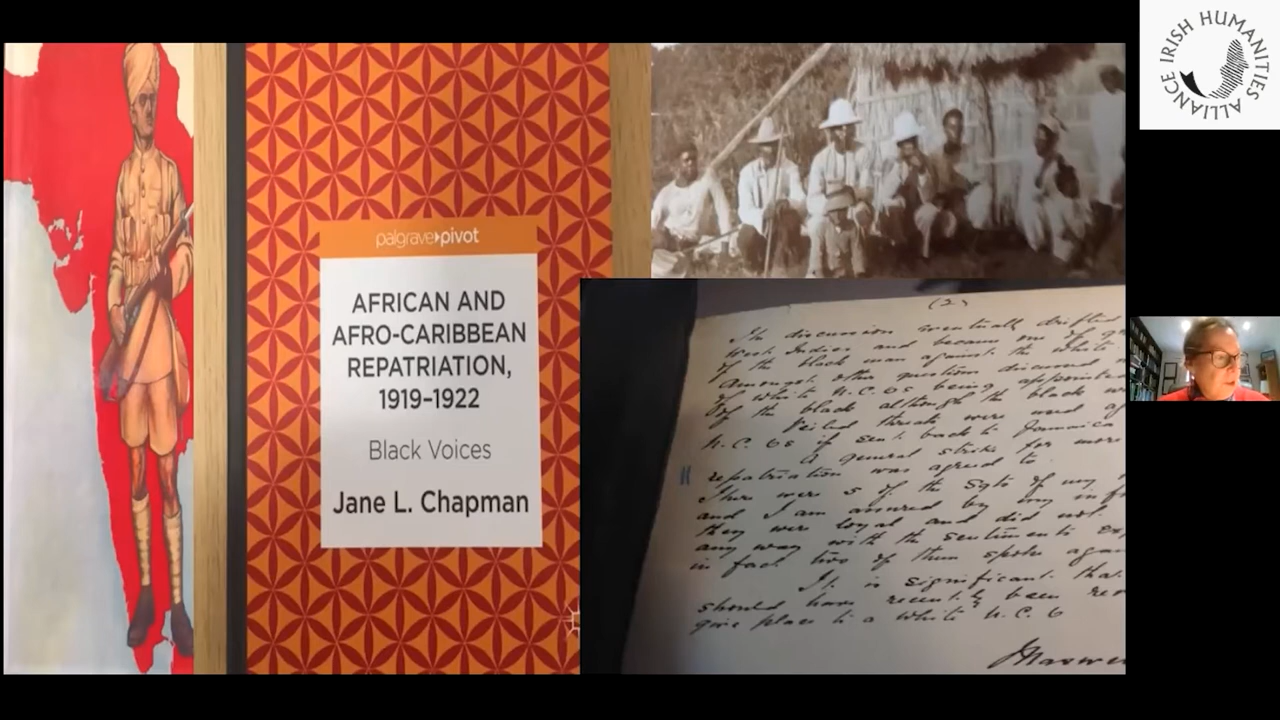 palgrave pivot
AFRICAN AND
AFRO-CARIBBEAN
REPATRIATION,
1919–1922
Black Voices
Jane L. Chapman
(2)
discussion eventually drifted
West Indies and became one of
of the black man against the white
Amongst other question discussed
of white N.C.Os being appointed
of the black although the black
Veiled threats were used
N.C.Os if sent back to Jamaica
A general strike for more
repatriation was agreed to
There were 5 of the Sgts of my
and I am assured by my
they were loyal and did not
any way with the sentiments
in fact two of them spoke
It is significant that
should have recently been
give place to a white N.C.O
IRISH HUMANITIES ALLIANCE